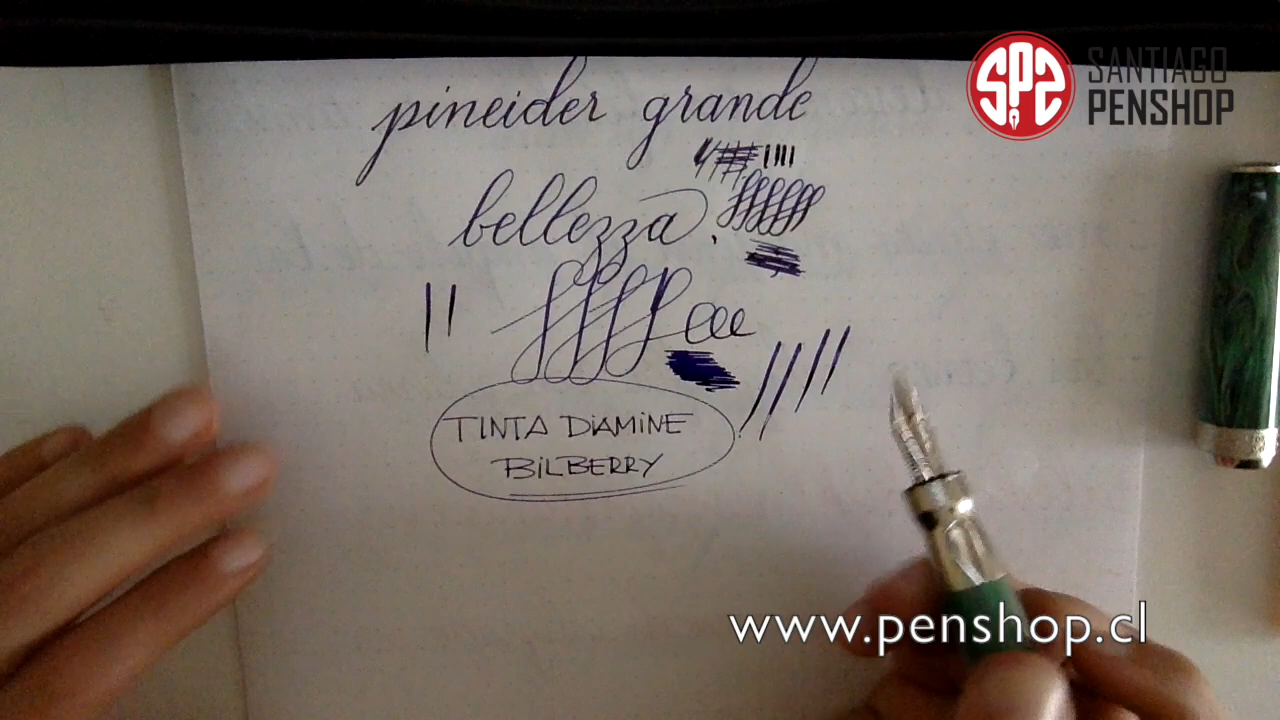 SANTIAGO
PENSHOP
pineider grande
bellezza.
TINTA DIAMINE
BILBERRY
www.penshop.cl